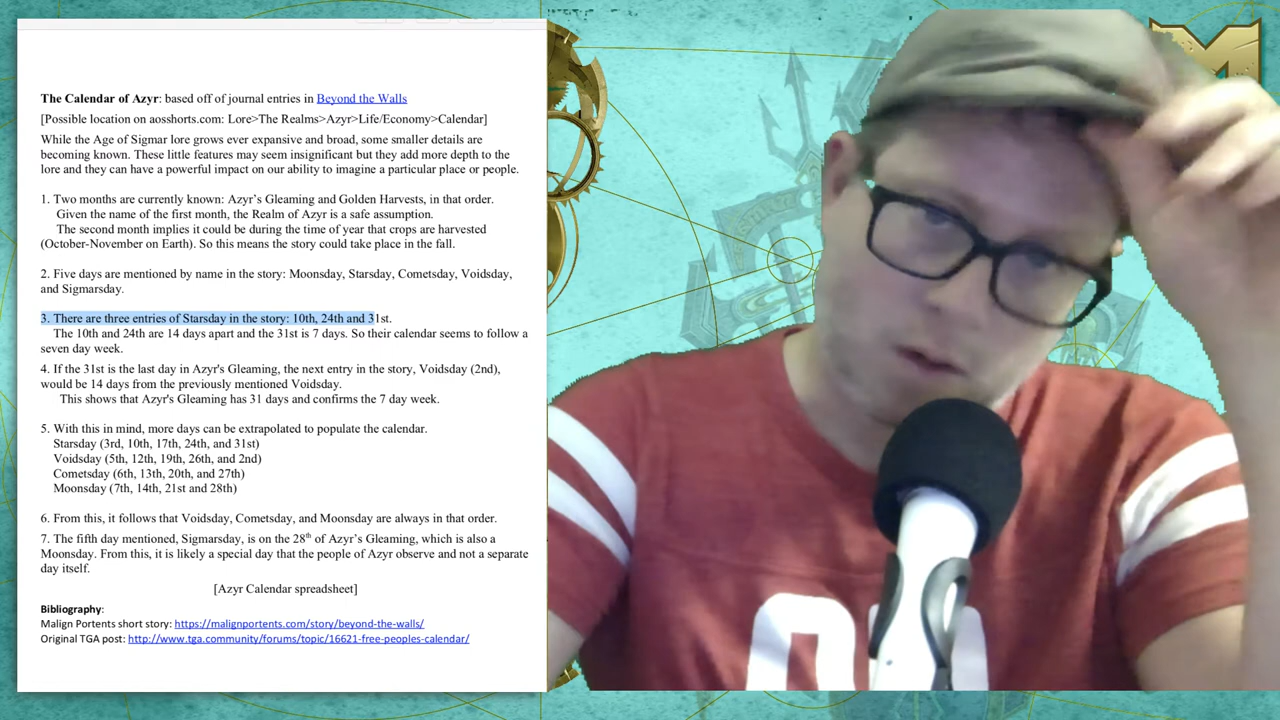 The Calendar of Azyr: based off of journal entries in Beyond the Walls
[Possible location on aosshorts.com: Lore>The Realms>Azyr>Life/Economy>Calendar]
While the Age of Sigmar lore grows ever expansive and broad, some smaller details are
becoming known. These little features may seem insignificant but they add more depth to the
lore and they can have a powerful impact on our ability to imagine a particular place or people.
1. Two months are currently known: Azyr's Gleaming and Golden Harvests, in that order.
Given the name of the first month, the Realm of Azyr is a safe assumption.
The second month implies it could be during the time of year that crops are harvested
(October-November on Earth). So this means the story could take place in the fall.
2. Five days are mentioned by name in the story: Moonsday, Starsday, Cometsday, Voidsday,
and Sigmarsday.
3. There are three entries of Starsday in the story: 10th, 24th and 31st.
The 10th and 24th are 14 days apart and the 31st is 7 days. So their calendar seems to follow a
seven day week.
4. If the 31st is the last day in Azyr's Gleaming, the next entry in the story, Voidsday (2nd),
would be 14 days from the previously mentioned Voidsday.
This shows that Azyr's Gleaming has 31 days and confirms the 7 day week.
5. With this in mind, more days can be extrapolated to populate the calendar.
Starsday (3rd, 10th, 17th, 24th, and 31st)
Voidsday (5th, 12th, 19th, 26th, and 2nd)
Cometsday (6th, 13th, 20th, and 27th)
Moonsday (7th, 14th, 21st and 28th)
6. From this, it follows that Voidsday, Cometsday, and Moonsday are always in that order.
7. The fifth day mentioned, Sigmarsday, is on the 28th of Azyr's Gleaming, which is also a
Moonsday. From this, it is likely a special day that the people of Azyr observe and not a separate
day itself.
[Azyr Calendar spreadsheet]
Bibliography:
Malign Portents short story: https://malignportents.com/story/beyond-the-walls/
Original TGA post: http://www.tga.community/forums/topic/16621-free-peoples-calendar/